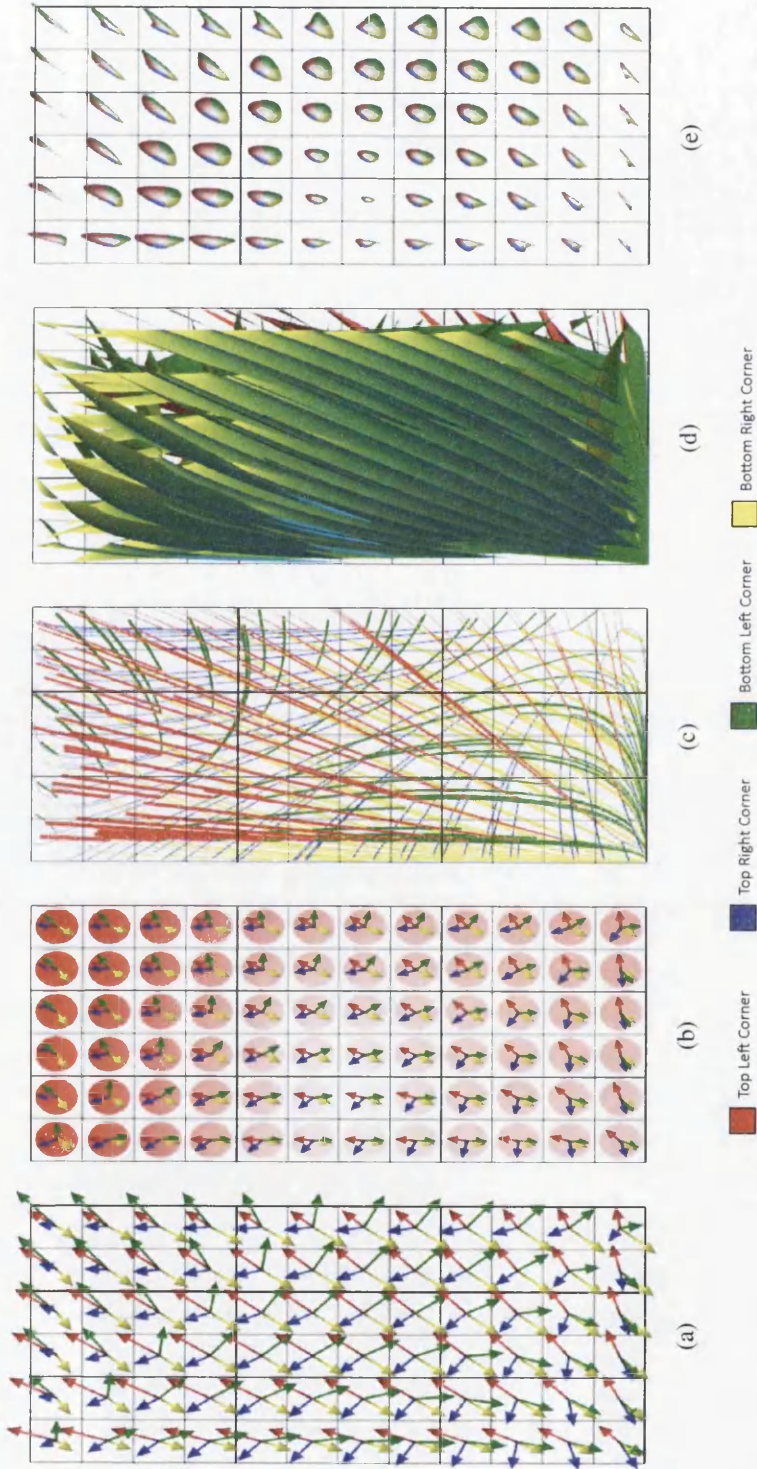 (a)
(b)
(c)
(d)
(e)
Top Left Corner
Top Right Corner
Bottom Left Corner
Bottom Right Corner